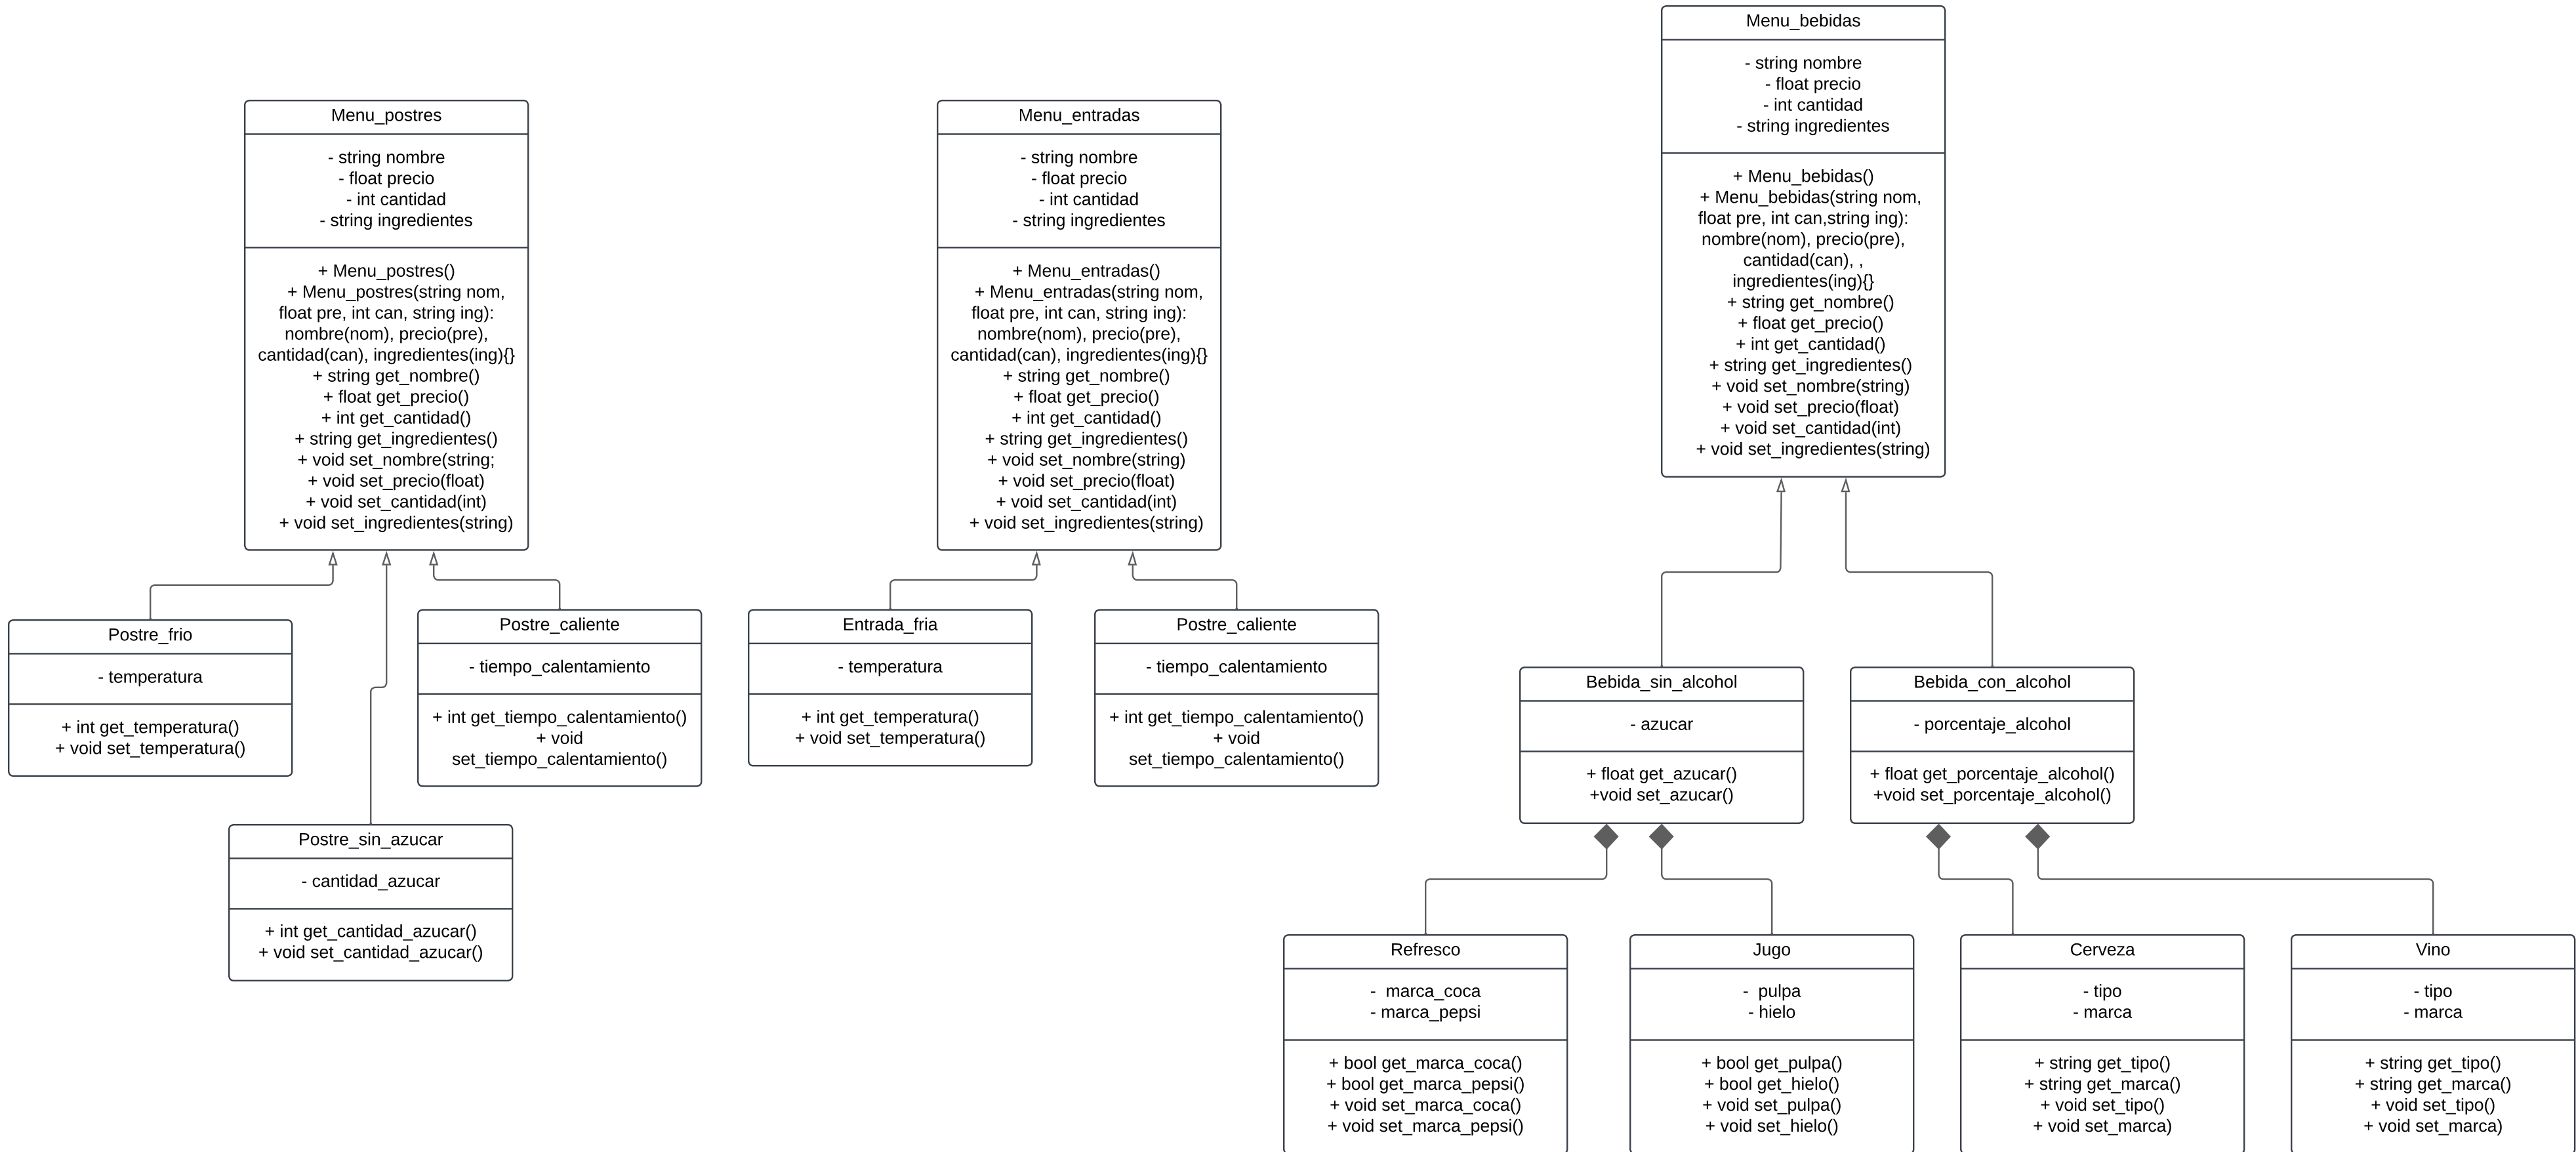 Menu_postres
- string nombre
- float precio
- int cantidad
- string ingredientes
+ Menu_postres()
+ Menu_postres(string nom,
float pre, int can, string ing):
nombre(nom), precio(pre),
cantidad(can), ingredientes(ing){}
+ string get_nombre()
+ float get_precio()
+ int get_cantidad()
+ string get_ingredientes()
+ void set_nombre(string;
+ void set_precio(float)
+ void set_cantidad(int)
+ void set_ingredientes(string)
Menu_entradas
- string nombre
- float precio
- int cantidad
- string ingredientes
+ Menu_entradas()
+ Menu_entradas(string nom,
float pre, int can, string ing):
nombre(nom), precio(pre),
cantidad(can), ingredientes(ing){}
+ string get_nombre()
+ float get_precio()
+ int get_cantidad()
+ string get_ingredientes()
+ void set_nombre(string)
+ void set_precio(float)
+ void set_cantidad(int)
+ void set_ingredientes(string)
Menu_bebidas
- string nombre
- float precio
- int cantidad
- string ingredientes
+ Menu_bebidas()
+ Menu_bebidas(string nom,
float pre, int can,string ing):
nombre(nom), precio(pre),
cantidad(can), ,
ingredientes(ing){}
+ string get_nombre()
+ float get_precio()
+ int get_cantidad()
+ string get_ingredientes()
+ void set_nombre(string)
+ void set_precio(float)
+ void set_cantidad(int)
+ void set_ingredientes(string)
Postre_frio
- temperatura
+ int get_temperatura()
+ void set_temperatura()
Postre_caliente
- tiempo_calentamiento
+ int get_tiempo_calentamiento()
+ void
set_tiempo_calentamiento()
Entrada_fria
- temperatura
+ int get_temperatura()
+ void set_temperatura()
Postre_caliente
- tiempo_calentamiento
+ int get_tiempo_calentamiento()
+ void
set_tiempo_calentamiento()
Bebida_sin_alcohol
- azucar
+ float get_azucar()
+void set_azucar()
Bebida_con_alcohol
- porcentaje_alcohol
+ float get_porcentaje_alcohol()
+void set_porcentaje_alcohol()
Postre_sin_azucar
- cantidad_azucar
+ int get_cantidad_azucar()
+ void set_cantidad_azucar()
Refresco
-  marca_coca
- marca_pepsi
+ bool get_marca_coca()
+ bool get_marca_pepsi()
+ void set_marca_coca()
+ void set_marca_pepsi()
Jugo
-  pulpa
- hielo
+ bool get_pulpa()
+ bool get_hielo()
+ void set_pulpa()
+ void set_hielo()
Cerveza
- tipo
- marca
+ string get_tipo()
+ string get_marca()
+ void set_tipo()
+ void set_marca)
Vino
- tipo
- marca
+ string get_tipo()
+ string get_marca()
+ void set_tipo()
+ void set_marca)